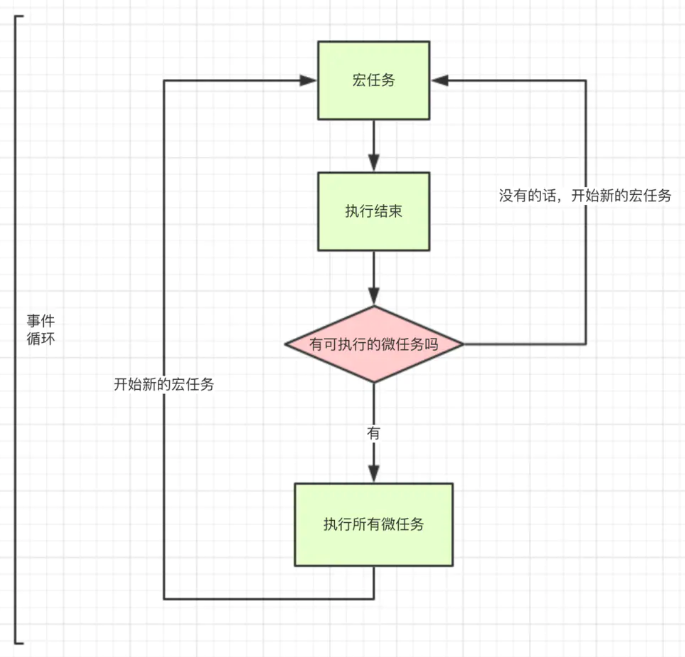 宏任务
没有的话，开始新的宏任务
执行结束
事件
循环
有可执行的微任务吗
开始新的宏任务
有
执行所有微任务